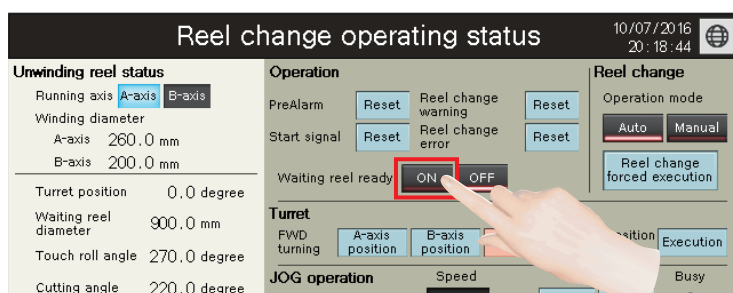 Reel change operating status
10/07/2016
20:18:44
Unwinding reel status
Running axis A-axis B-axis
Winding diameter
A-axis 260.0 mm
B-axis 200.0 mm
Turret position 0.0 degree
Waiting reel diameter 900.0 mm
Touch roll angle 270.0 degree
Cutting angle 220.0 degree
Operation
PreAlarm Reset Reel change warning Reset
Start signal Reset Reel change error Reset
Waiting reel ready ON OFF
Turret
FWD turning A-axis position B-axis position
Execution
JOG operation Speed
Busy
Reel change
Operation mode
Auto Manual
Reel change
forced execution